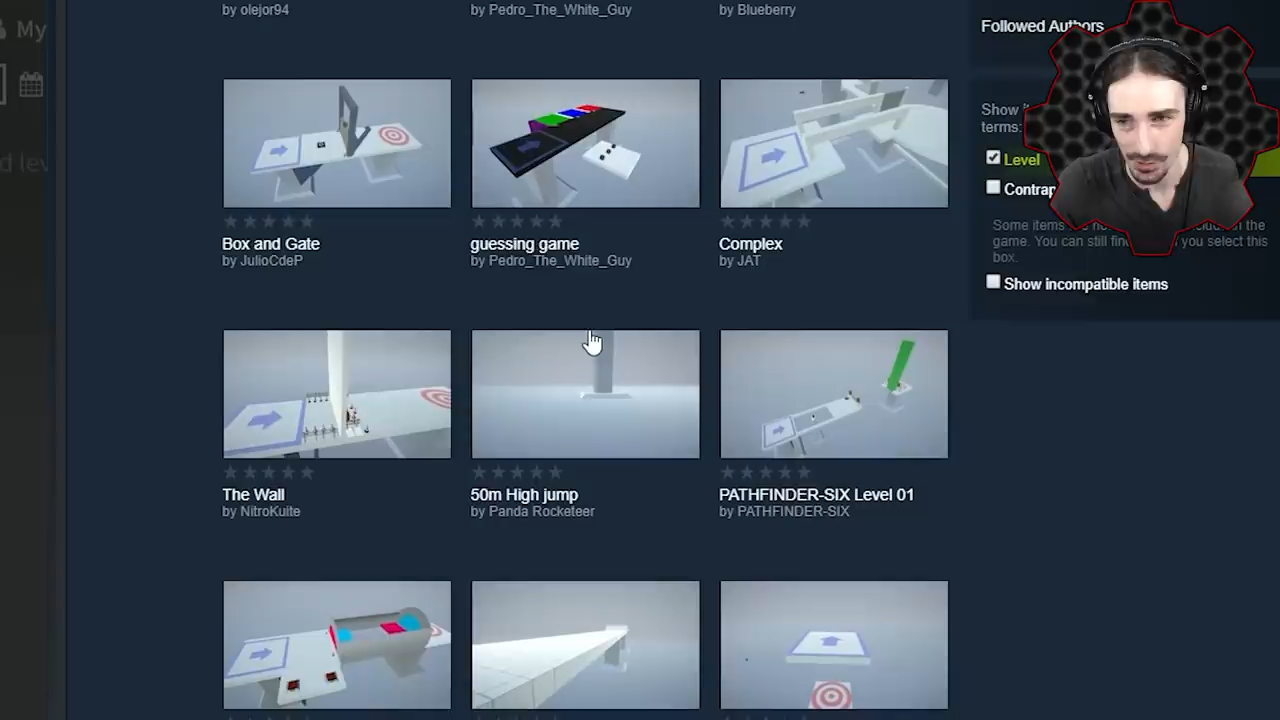 by olejor94
by Pedro_The_White_Guy
by Blueberry
My
Followed Authors
Show
terms:
Level
Box and Gate
by JulioCdeP
guessing game
by Pedro_The_White_Guy
Complex
by JAT
Some items
the
game. You can still
you select this
box.
Show incompatible items
The Wall
by NitroKuite
50m High jump
by Panda Rocketeer
PATHFINDER-SIX Level 01
by PATHFINDER-SIX